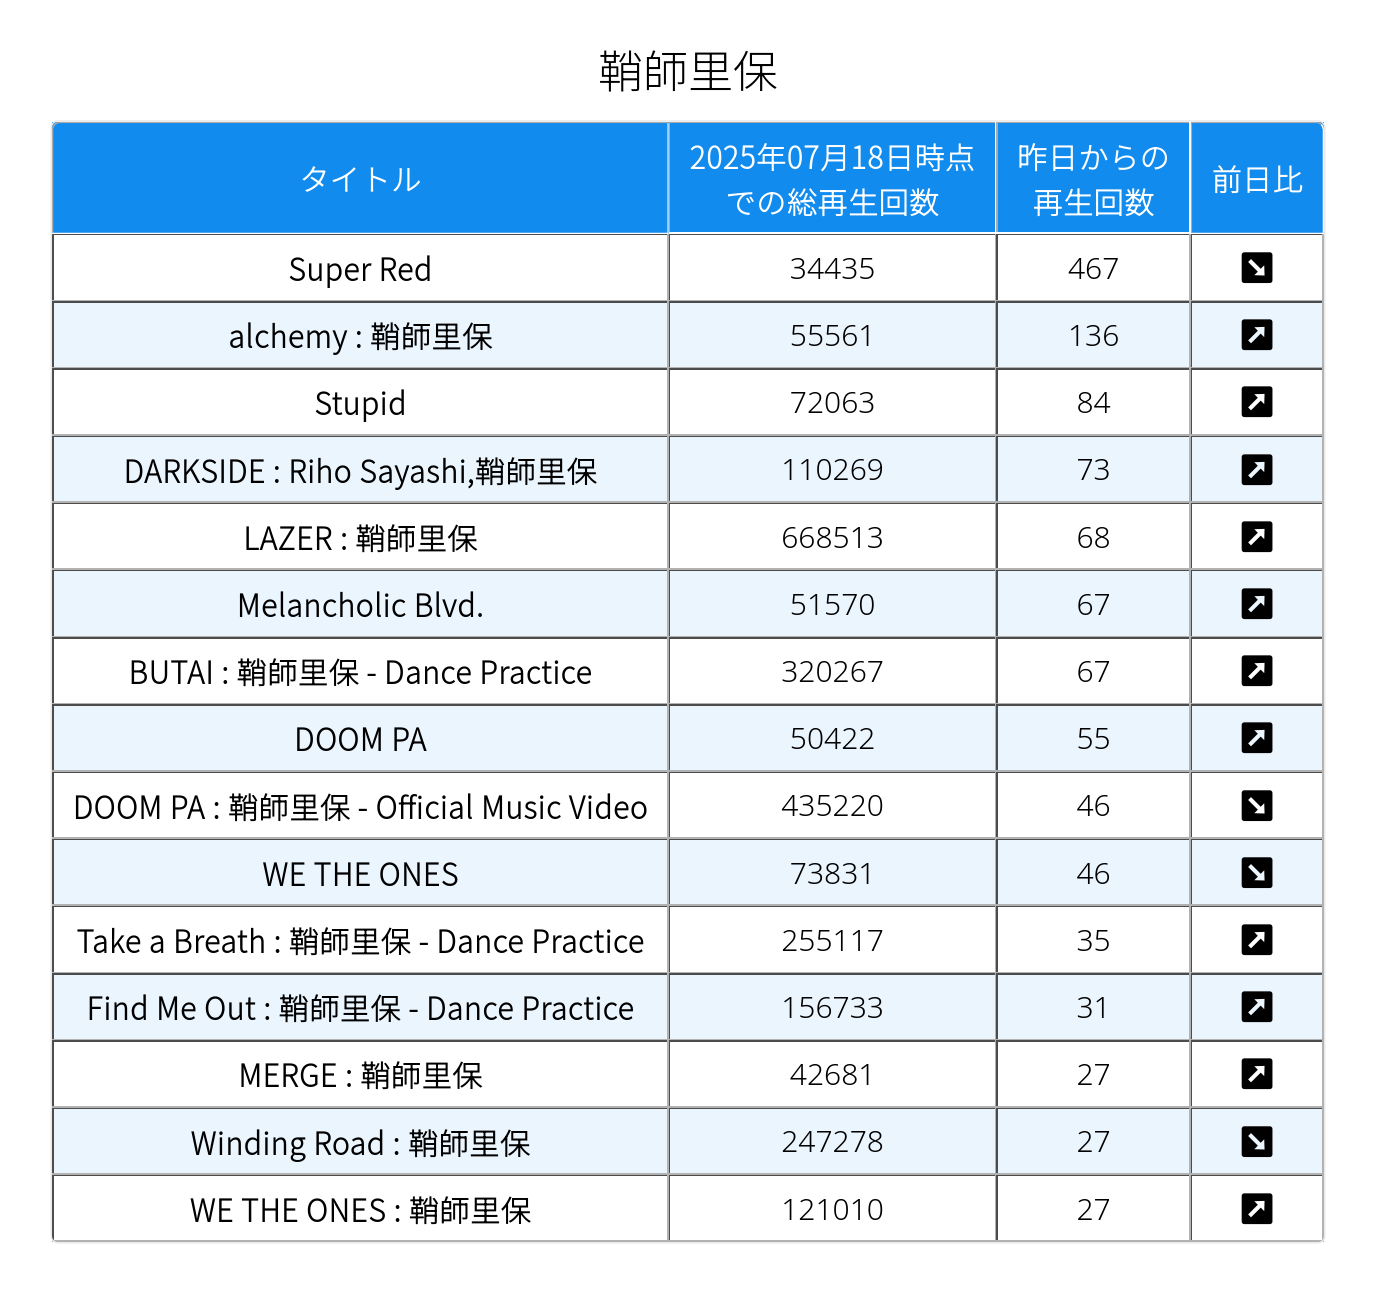 鞘師里保
タイトル 2025年07月18日時点での総再生回数 昨日からの再生回数 前日比
Super Red 34435 467 ↘
alchemy : 鞘師里保 55561 136 ↗
Stupid 72063 84 ↗
DARKSIDE : Riho Sayashi,鞘師里保 110269 73 ↗
LAZER : 鞘師里保 668513 68 ↗
Melancholic Blvd. 51570 67 ↗
BUTAI : 鞘師里保 - Dance Practice 320267 67 ↗
DOOM PA 50422 55 ↗
DOOM PA : 鞘師里保 - Official Music Video 435220 46 ↘
WE THE ONES 73831 46 ↘
Take a Breath : 鞘師里保 - Dance Practice 255117 35 ↗
Find Me Out : 鞘師里保 - Dance Practice 156733 31 ↗
MERGE : 鞘師里保 42681 27 ↗
Winding Road : 鞘師里保 247278 27 ↘
WE THE ONES : 鞘師里保 121010 27 ↗